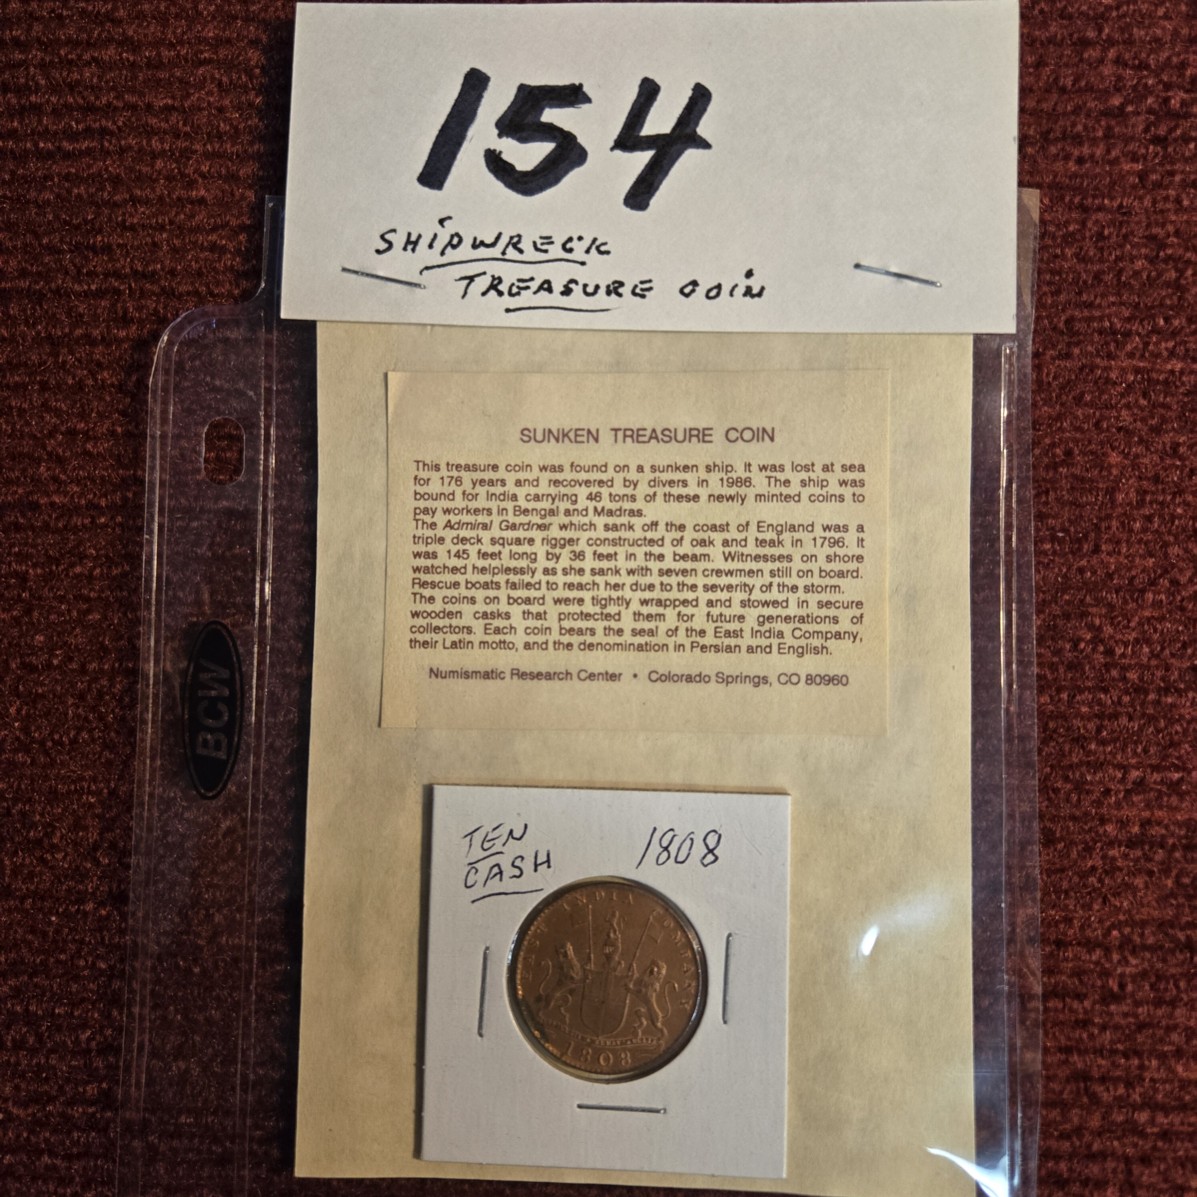 154
SHIPWRECK
TREASURE COIN
SUNKEN TREASURE COIN
This treasure coin was found on a sunken ship. It was lost at sea
for 176 years and recovered by divers in 1986. The ship was
bound for India carrying 46 tons of these newly minted coins to
pay workers in Bengal and Madras.
The Admiral Gardner which sank off the coast of England was a
triple deck square rigger constructed of oak and teak in 1796. It
was 145 feet long by 36 feet in the beam. Witnesses on shore
watched helplessly as she sank with seven crewmen still on board.
Rescue boats failed to reach her due to the severity of the storm.
The coins on board were tightly wrapped and stowed in secure
wooden casks that protected them for future generations of
collectors. Each coin bears the seal of the East India Company,
their Latin motto, and the denomination in Persian and English.
Numismatic Research Center • Colorado Springs, CO 80960
BCW
TEN
CASH
1808
EAST INDIA COMPANY
1808